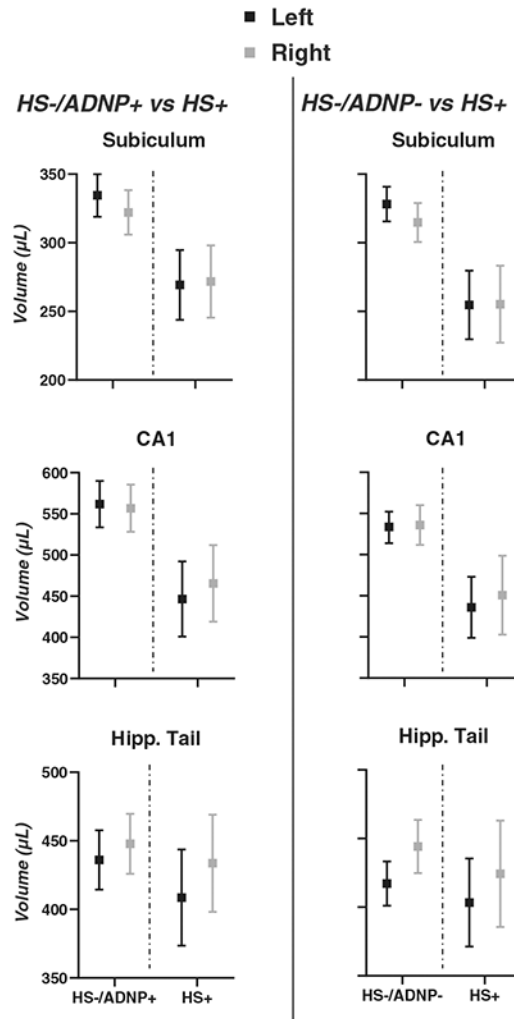 Left
Right
HS-/ADNP+ vs HS+
HS-/ADNP- vs HS+
Subiculum
Subiculum
Volume (µL)
350
300
250
200
CA1
CA1
Volume (µL)
600
550
500
450
400
350
Hipp. Tail
Hipp. Tail
Volume (µL)
500
450
400
350
HS-/ADNP+
HS+
HS-/ADNP-
HS+